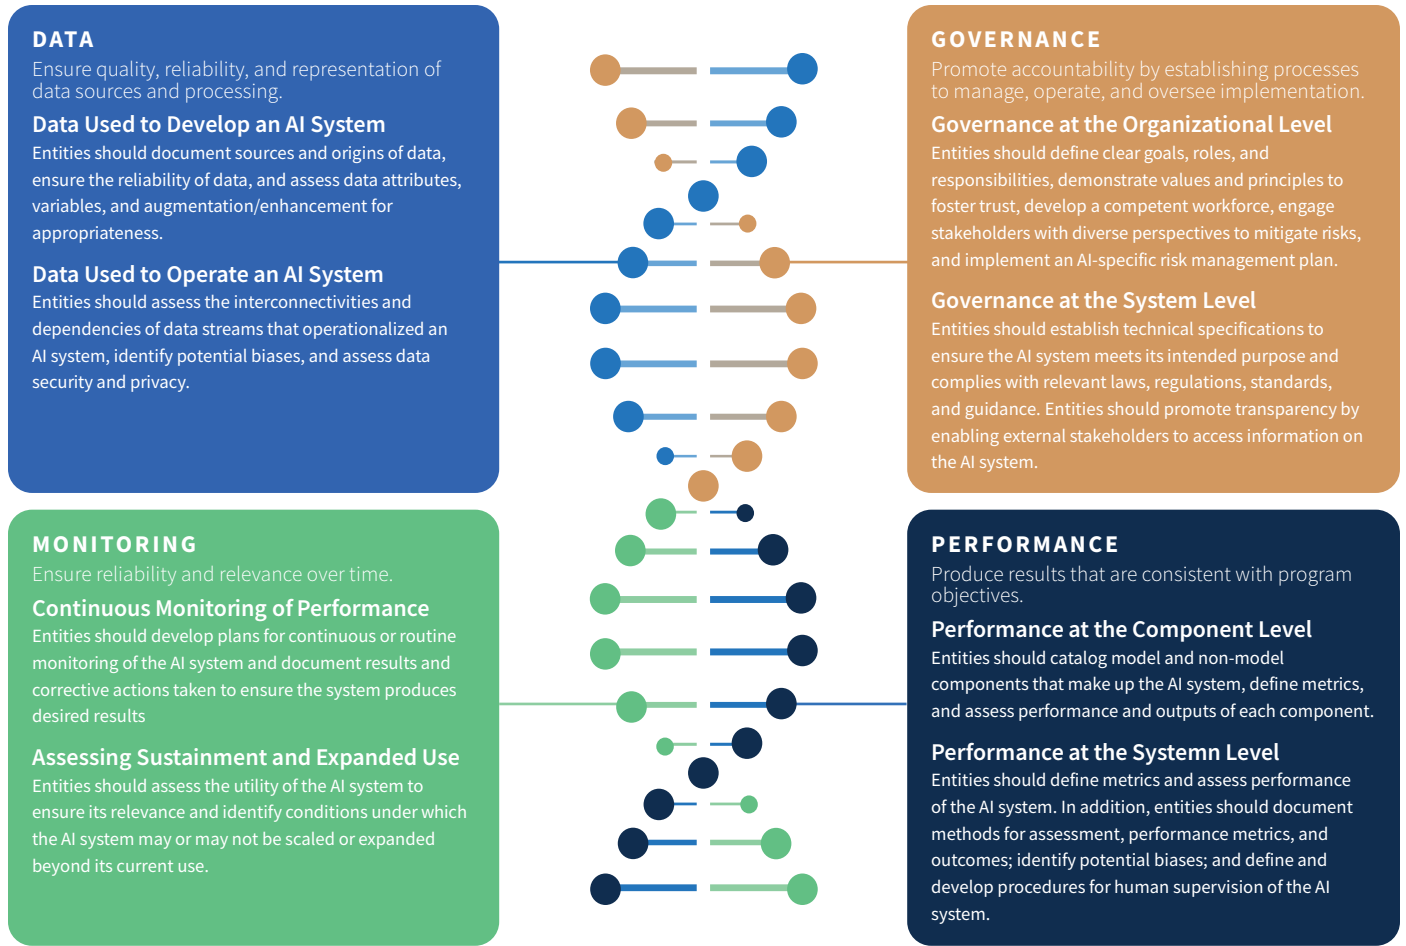 DATA
Ensure quality, reliability, and representation of
data sources and processing.
Data Used to Develop an AI System
Entities should document sources and origins of data,
ensure the reliability of data, and assess data attributes,
variables, and augmentation/enhancement for
appropriateness.
Data Used to Operate an AI System
Entities should assess the interconnectivities and
dependencies of data streams that operationalized an
AI system, identify potential biases, and assess data
security and privacy.
GOVERNANCE
Promote accountability by establishing processes
to manage, operate, and oversee implementation.
Governance at the Organizational Level
Entities should define clear goals, roles, and
responsibilities, demonstrate values and principles to
foster trust, develop a competent workforce, engage
stakeholders with diverse perspectives to mitigate risks,
and implement an AI-specific risk management plan.
Governance at the System Level
Entities should establish technical specifications to
ensure the AI system meets its intended purpose and
complies with relevant laws, regulations, standards,
and guidance. Entities should promote transparency by
enabling external stakeholders to access information on
the AI system.
MONITORING
Ensure reliability and relevance over time.
Continuous Monitoring of Performance
Entities should develop plans for continuous or routine
monitoring of the AI system and document results and
corrective actions taken to ensure the system produces
desired results
Assessing Sustainment and Expanded Use
Entities should assess the utility of the AI system to
ensure its relevance and identify conditions under which
the AI system may or may not be scaled or expanded
beyond its current use.
PERFORMANCE
Produce results that are consistent with program
objectives.
Performance at the Component Level
Entities should catalog model and non-model
components that make up the AI system, define metrics,
and assess performance and outputs of each component.
Performance at the Systemn Level
Entities should define metrics and assess performance
of the AI system. In addition, entities should document
methods for assessment, performance metrics, and
outcomes; identify potential biases; and define and
develop procedures for human supervision of the AI
system.